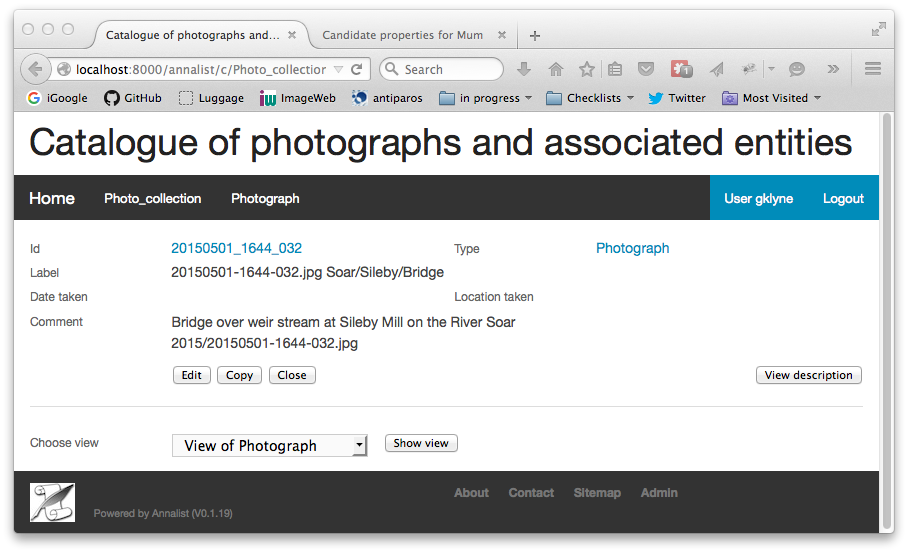 Catalogue of photographs and... × Candidate properties for Mum × +
localhost:8000/annalist/c/Photo_collection Search 1
iGoogle GitHub Luggage ImageWeb antiparos in progress Checklists Twitter Most Visited
Catalogue of photographs and associated entities
Home Photo_collection Photograph User gklyne Logout
Id 20150501_1644_032 Type Photograph
Label 20150501-1644-032.jpg Soar/Sileby/Bridge
Date taken Location taken
Comment Bridge over weir stream at Sileby Mill on the River Soar
2015/20150501-1644-032.jpg
Edit Copy Close View description
Choose view View of Photograph Show view
About Contact Sitemap Admin
Powered by Annalist (V0.1.19)